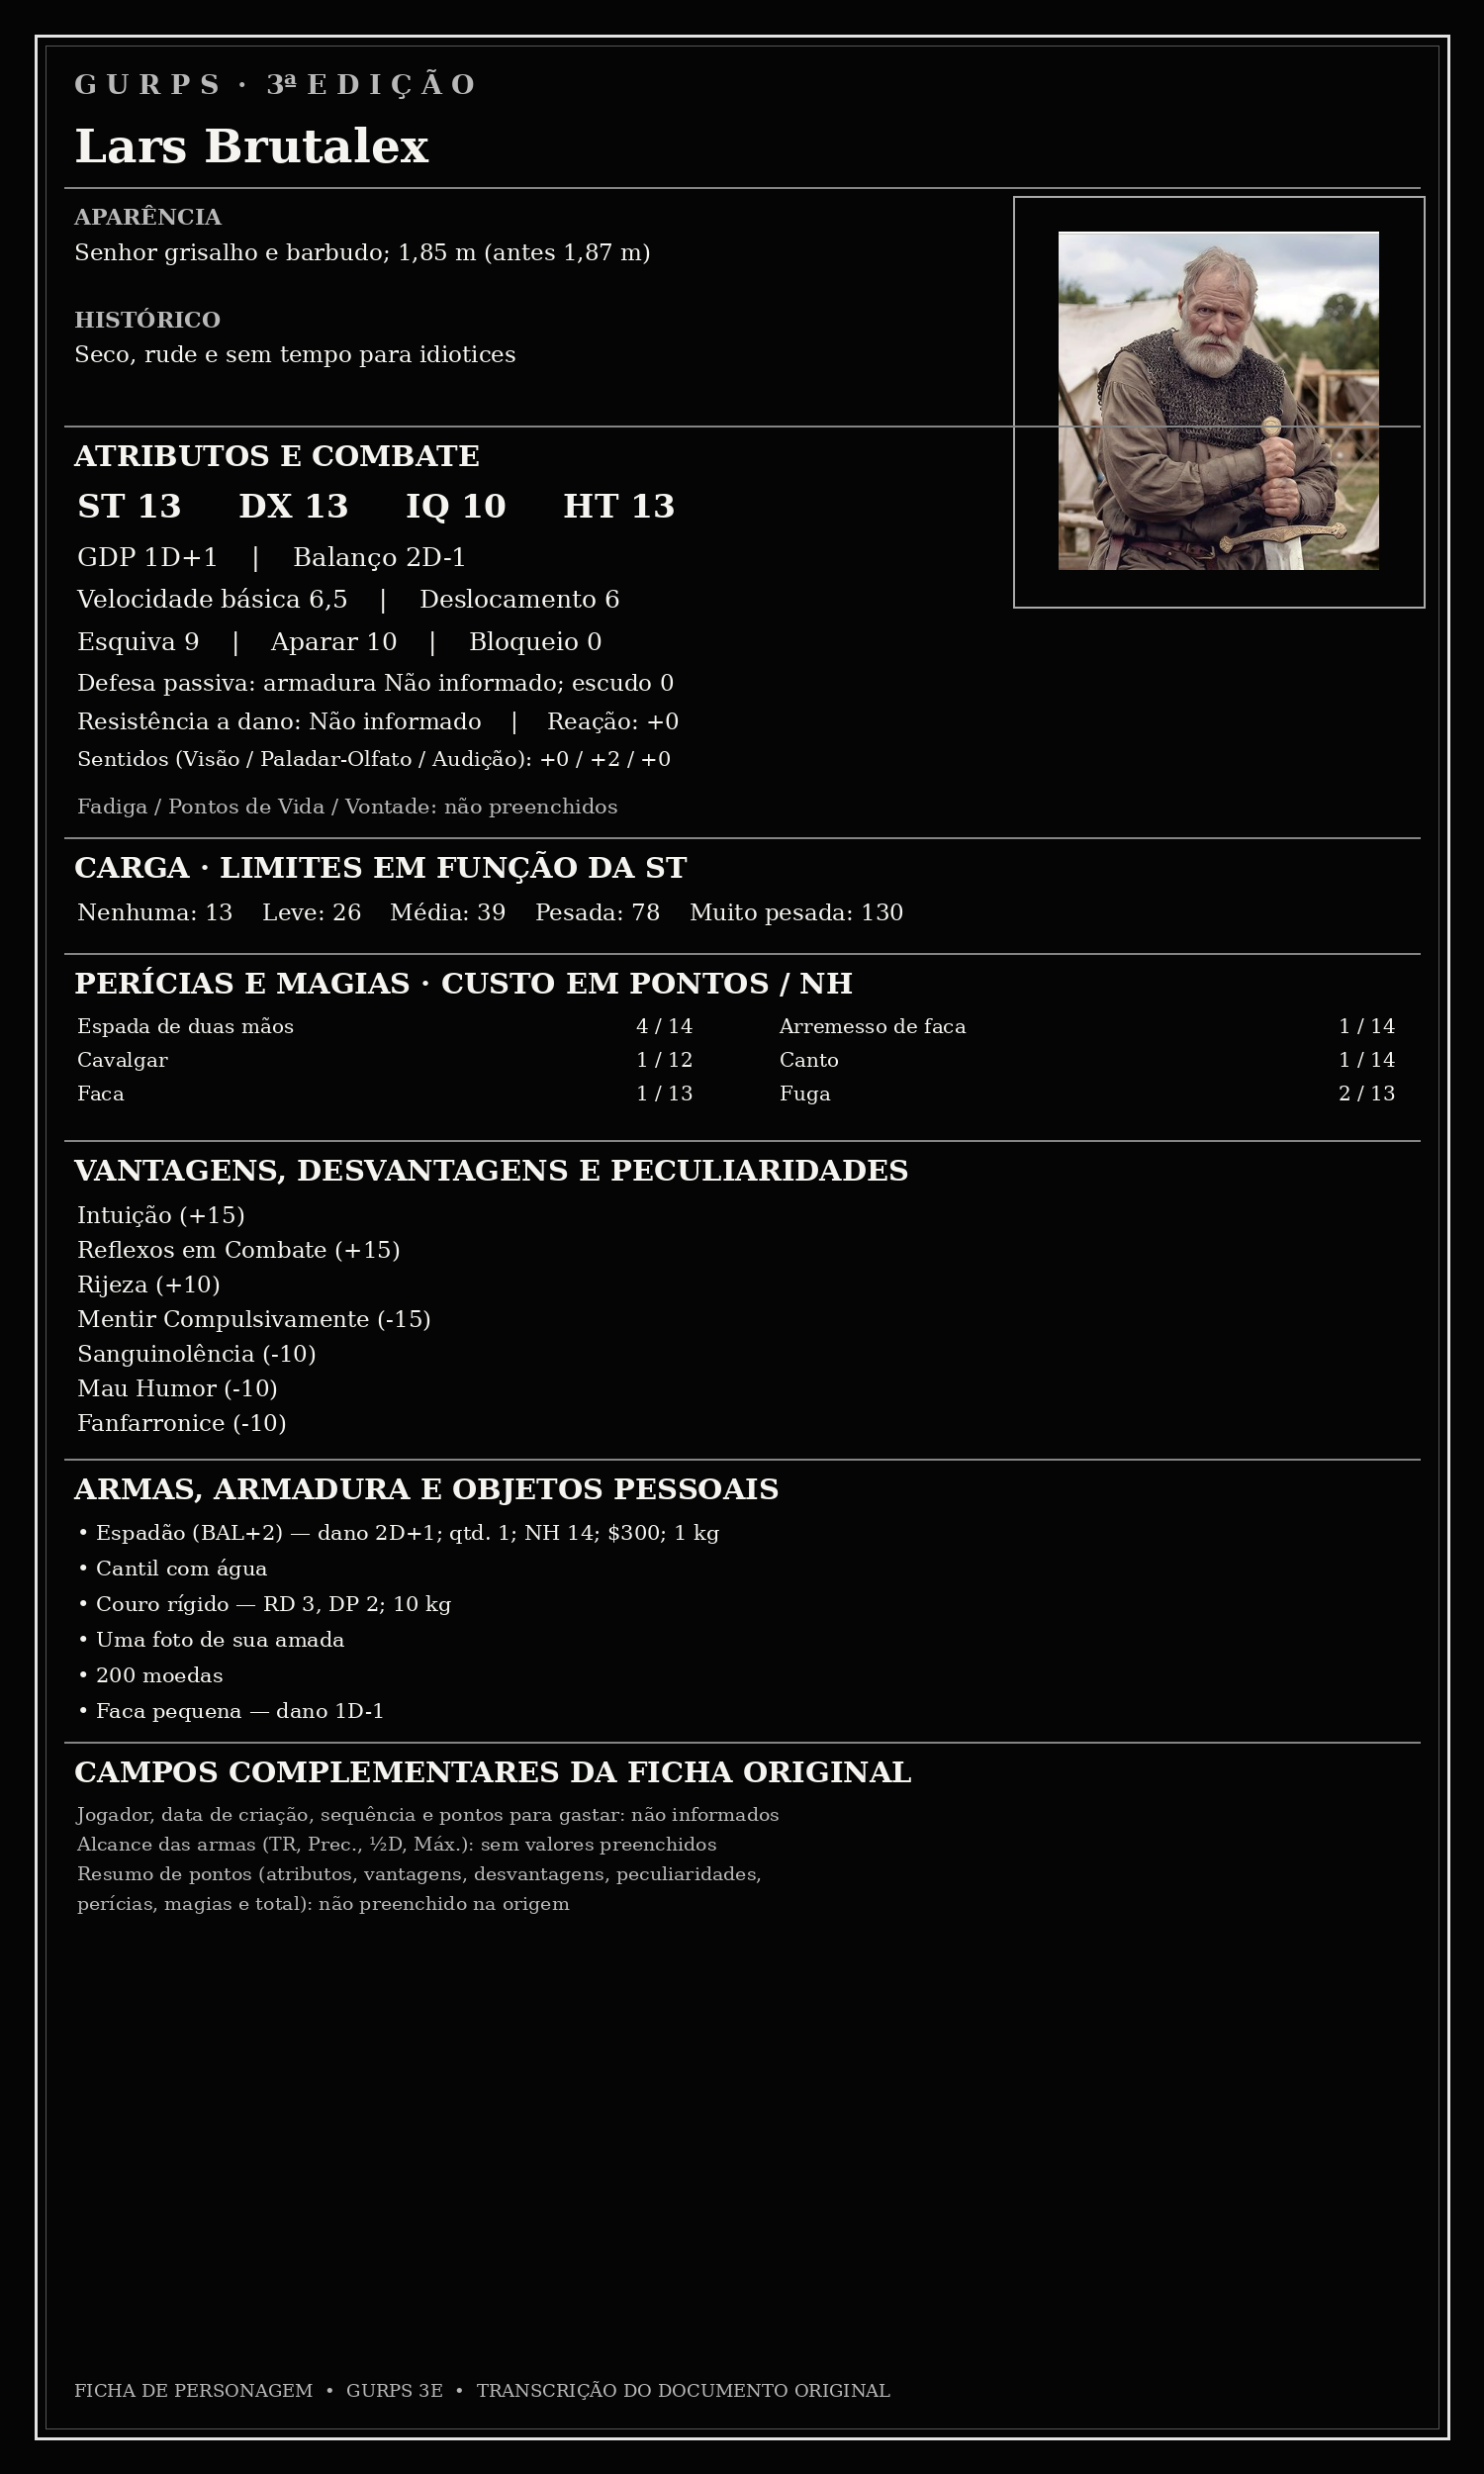 GURPS · 3ª EDIÇÃO
Lars Brutalex
APARÊNCIA
Senhor grisalho e barbudo; 1,85 m (antes 1,87 m)
HISTÓRICO
Seco, rude e sem tempo para idiotices
ATRIBUTOS E COMBATE
ST 13 DX 13 IQ 10 HT 13
GDP 1D+1 | Balanço 2D-1
Velocidade básica 6,5 | Deslocamento 6
Esquiva 9 | Aparar 10 | Bloqueio 0
Defesa passiva: armadura Não informado; escudo 0
Resistência a dano: Não informado | Reação: +0
Sentidos (Visão / Paladar-Olfato / Audição): +0 / +2 / +0
Fadiga / Pontos de Vida / Vontade: não preenchidos
CARGA · LIMITES EM FUNÇÃO DA ST
Nenhuma: 13 Leve: 26 Média: 39 Pesada: 78 Muito pesada: 130
PERÍCIAS E MAGIAS · CUSTO EM PONTOS / NH
Espada de duas mãos 4 / 14 Arremesso de faca 1 / 14
Cavalgar 1 / 12 Canto 1 / 14
Faca 1 / 13 Fuga 2 / 13
VANTAGENS, DESVANTAGENS E PECULIARIDADES
Intuição (+15)
Reflexos em Combate (+15)
Rijeza (+10)
Mentir Compulsivamente (-15)
Sanguinolência (-10)
Mau Humor (-10)
Fanfarronice (-10)
ARMAS, ARMADURA E OBJETOS PESSOAIS
• Espadão (BAL+2) — dano 2D+1; qtd. 1; NH 14; $300; 1 kg
• Cantil com água
• Couro rígido — RD 3, DP 2; 10 kg
• Uma foto de sua amada
• 200 moedas
• Faca pequena — dano 1D-1
CAMPOS COMPLEMENTARES DA FICHA ORIGINAL
Jogador, data de criação, sequência e pontos para gastar: não informados
Alcance das armas (TR, Prec., ½D, Máx.): sem valores preenchidos
Resumo de pontos (atributos, vantagens, desvantagens, peculiaridades,
perícias, magias e total): não preenchido na origem
FICHA DE PERSONAGEM • GURPS 3E • TRANSCRIÇÃO DO DOCUMENTO ORIGINAL